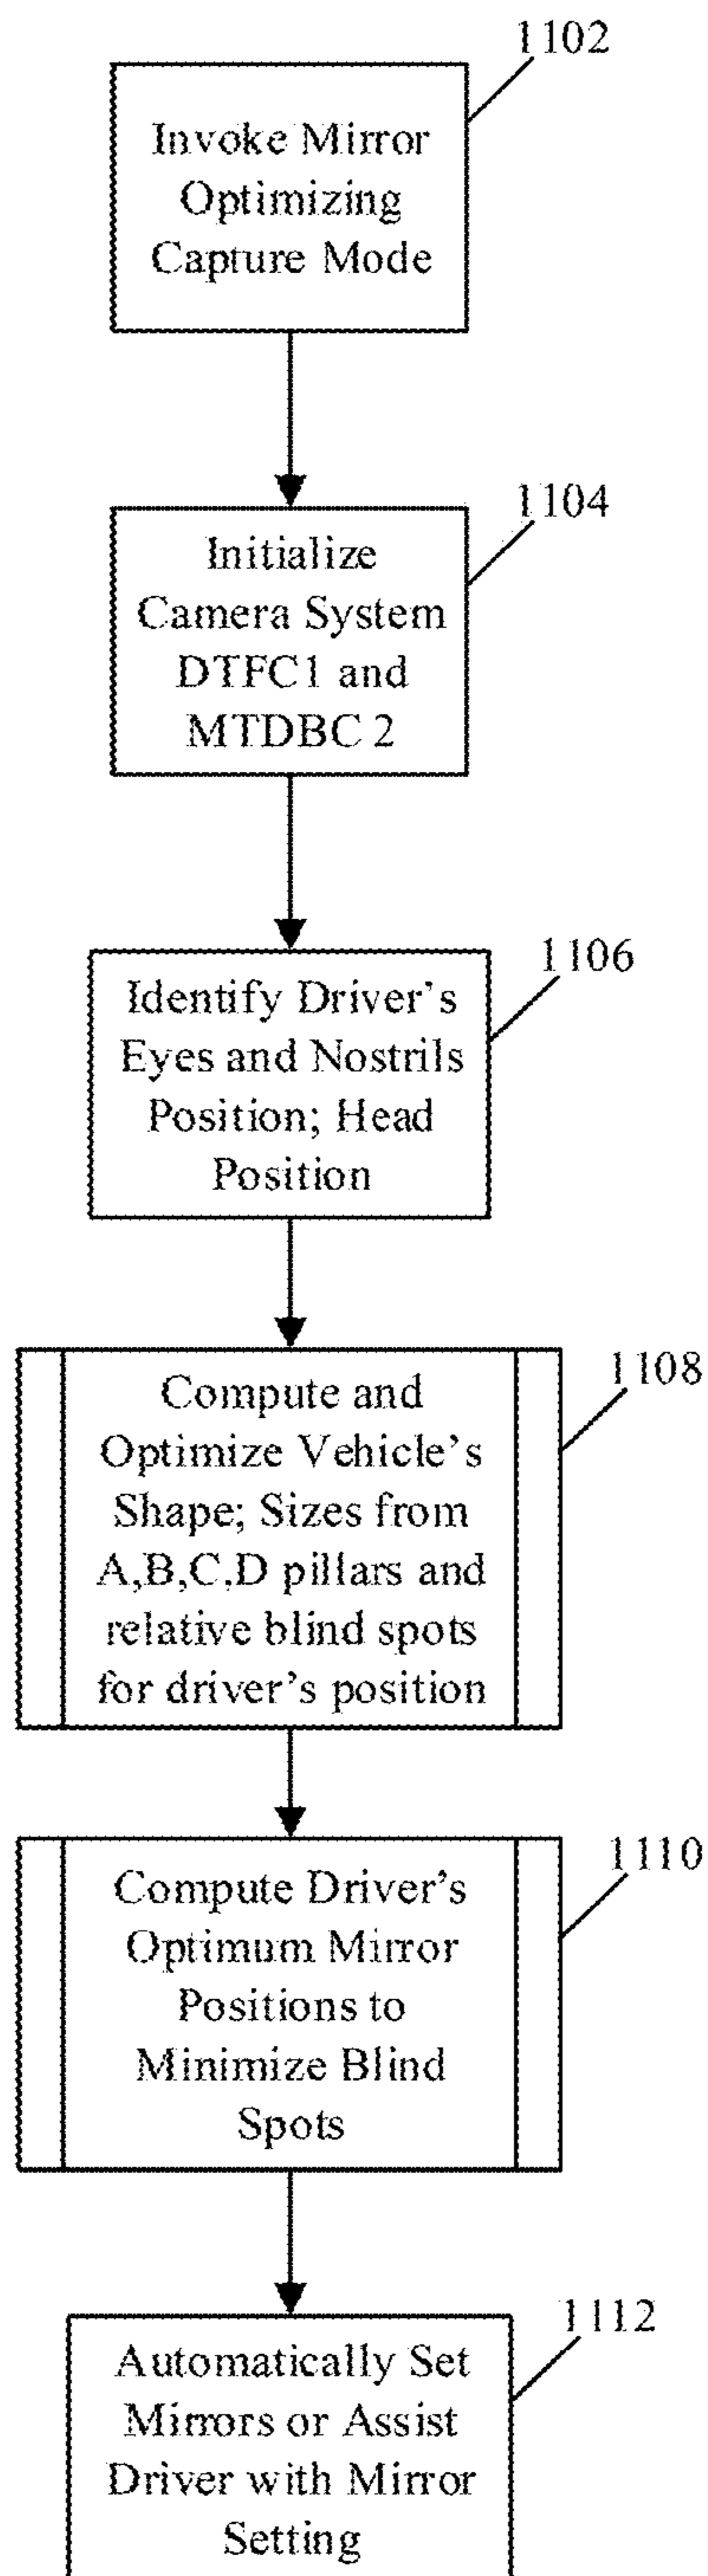 1102
Invoke Mirror
Optimizing
Capture Mode
1104
Initialize
Camera System
DTFC1 and
MTDBC 2
1106
Identify Driver's
Eyes and Nostrils
Position; Head
Position
1108
Compute and
Optimize Vehicle's
Shape; Sizes from
A,B,C,D pillars and
relative blind spots
for driver's position
1110
Compute Driver's
Optimum Mirror
Positions to
Minimize Blind
Spots
1112
Automatically Set
Mirrors or Assist
Driver with Mirror
Setting